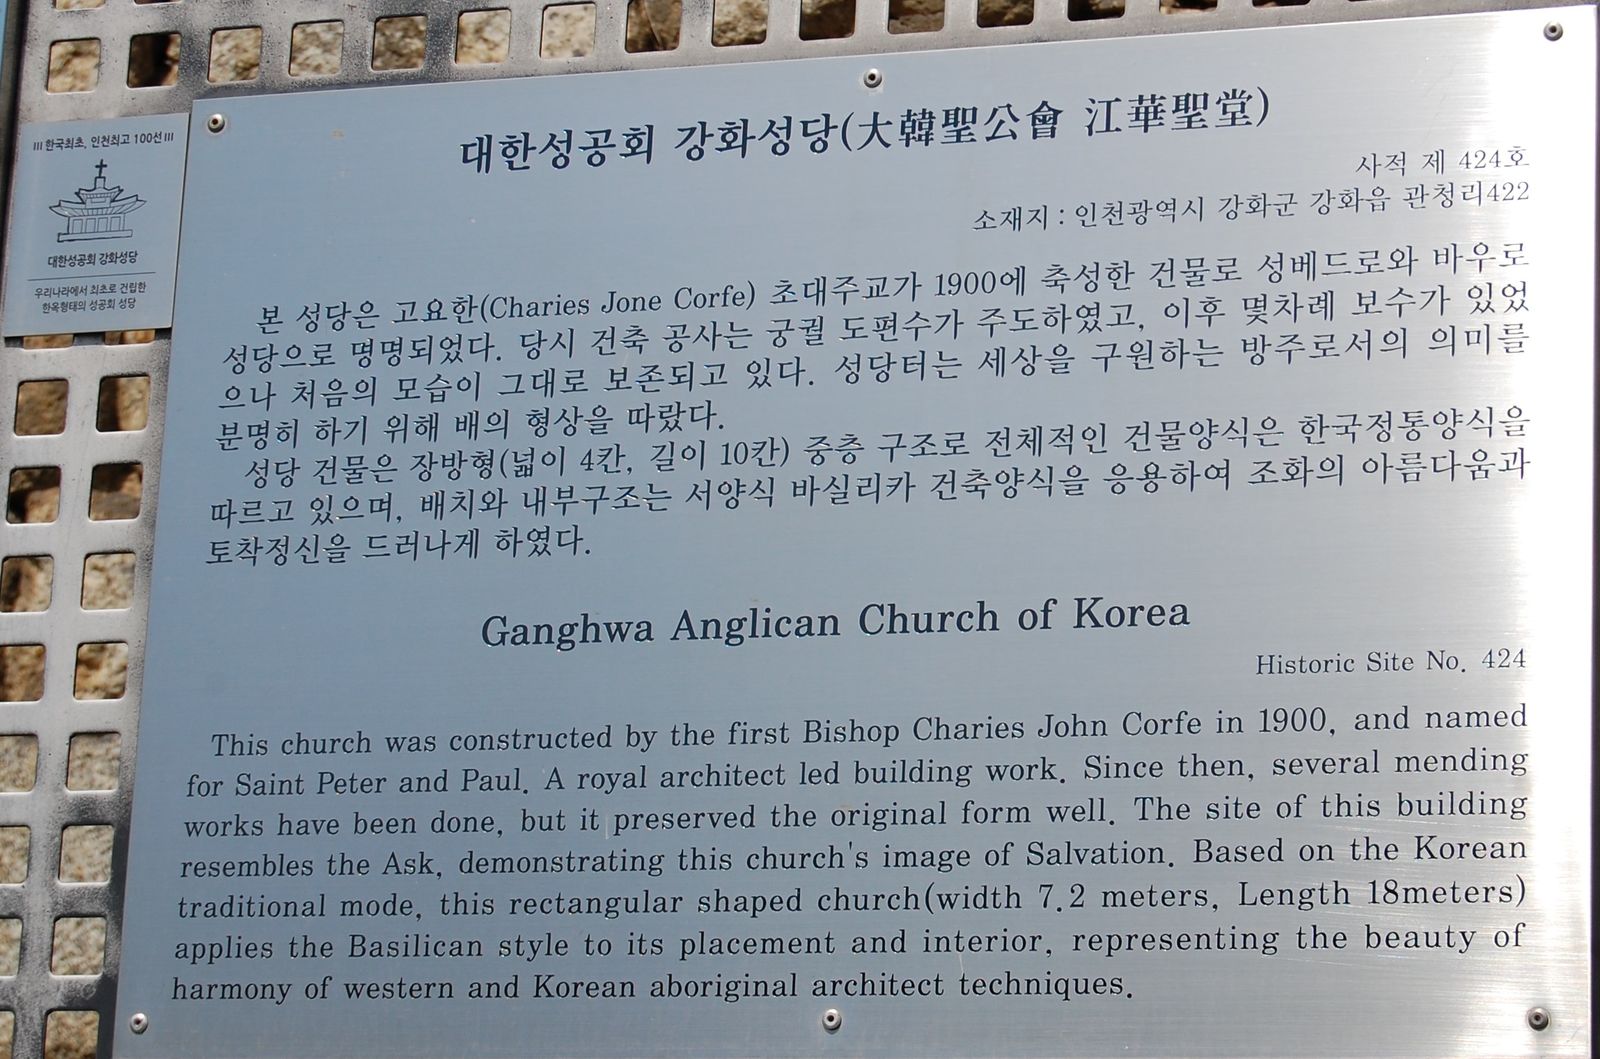 III 한국최초, 인천최고 100선 III
대한성공회 강화성당
우리나라에서 최초로 건립한
한옥형태의 성공회 성당
대한성공회 강화성당(大韓聖公會 江華聖堂)
사적 제 424호
소재지 : 인천광역시 강화군 강화읍 관청리422
본 성당은 고요한(Charies Jone Corfe) 초대주교가 1900에 축성한 건물로 성베드로와 바우로
성당으로 명명되었다. 당시 건축 공사는 궁궐 도편수가 주도하였고, 이후 몇차례 보수가 있었
으나 처음의 모습이 그대로 보존되고 있다. 성당터는 세상을 구원하는 방주로서의 의미를
분명히 하기 위해 배의 형상을 따랐다.
성당 건물은 장방형(넓이 4칸, 길이 10칸) 중층 구조로 전체적인 건물양식은 한국정통양식을
따르고 있으며, 배치와 내부구조는 서양식 바실리카 건축양식을 응용하여 조화의 아름다움과
토착정신을 드러나게 하였다.
Ganghwa Anglican Church of Korea
Historic Site No. 424
This church was constructed by the first Bishop Charies John Corfe in 1900, and named
for Saint Peter and Paul. A royal architect led building work. Since then, several mending
works have been done, but it preserved the original form well. The site of this building
resembles the Ask, demonstrating this church's image of Salvation. Based on the Korean
traditional mode, this rectangular shaped church(width 7.2 meters, Length 18meters)
applies the Basilican style to its placement and interior, representing the beauty of
harmony of western and Korean aboriginal architect techniques.